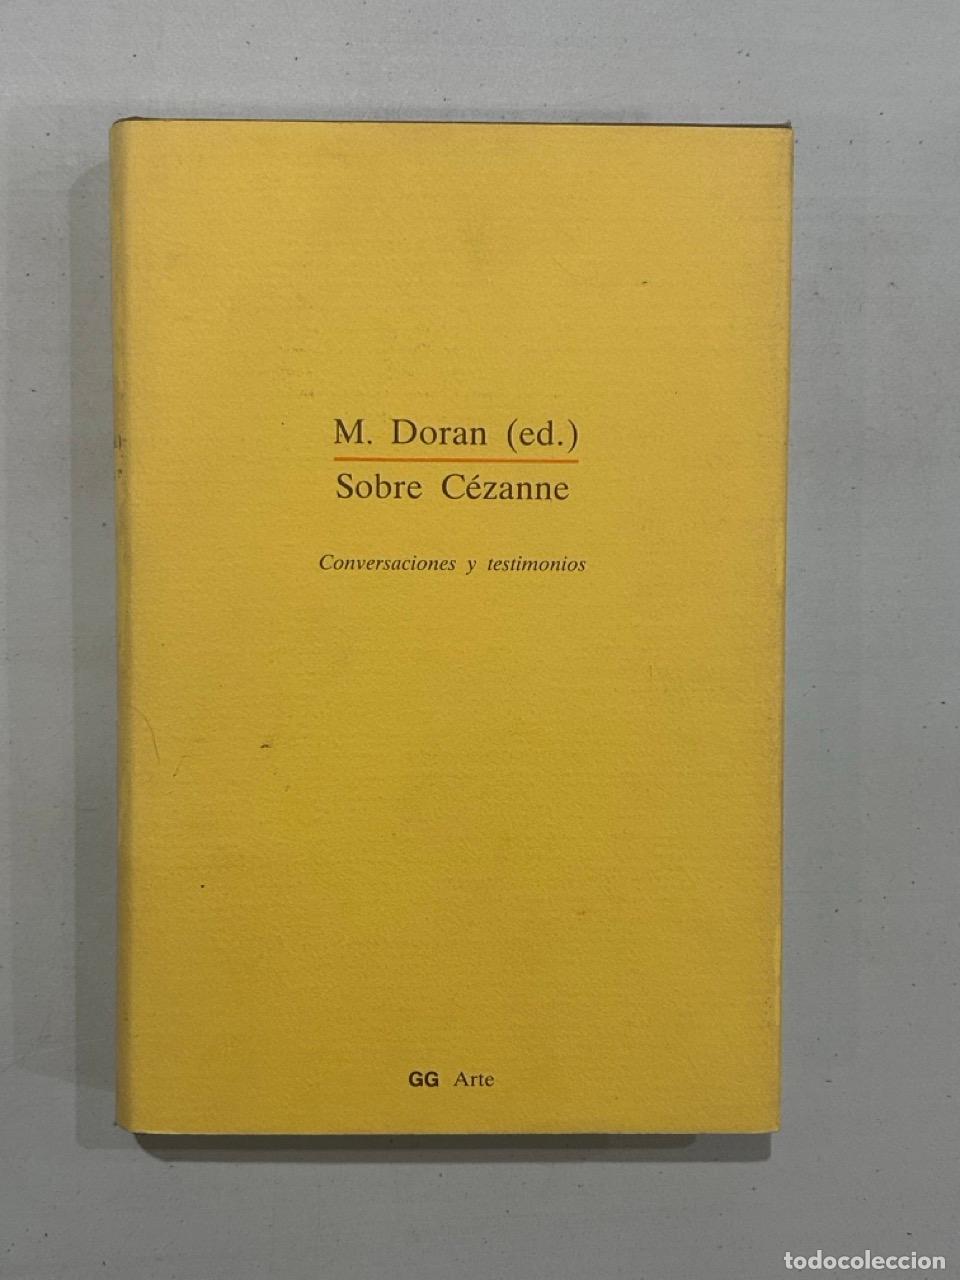 M. Doran (ed.)
Sobre Cézanne
Conversaciones y testimonios
GG Arte
todocoleccion